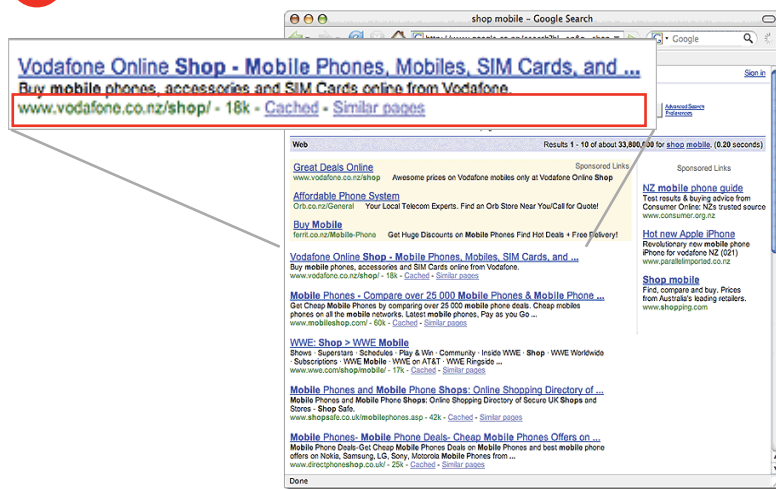 shop mobile - Google Search
Google
Vodafone Online Shop - Mobile Phones, Mobiles, SIM Cards, and ...
Buy mobile phones, accessories and SIM Cards online from Vodafone.
www.vodafone.co.nz/shop/ - 18k - Cached - Similar pages
Sign in
Advanced Search
Preferences
Web Results 1 - 10 of about 33,800,000 for shop mobile. (0.20 seconds)
Great Deals Online Sponsored Links
www.vodafone.co.nz/shop Awesome prices on Vodafone mobiles only at Vodafone Online Shop
Affordable Phone System
Orb.co.nz/General Your Local Telecom Experts. Find an Orb Store Near You/Call for Quote!
Buy Mobile
ferrit.co.nz/Mobile-Phone Get Huge Discounts on Mobile Phones Find Hot Deals + Free Delivery!
Vodafone Online Shop - Mobile Phones, Mobiles, SIM Cards, and ...
Buy mobile phones, accessories and SIM Cards online from Vodafone.
www.vodafone.co.nz/shop/ - 18k - Cached - Similar pages
Mobile Phones - Compare over 25 000 Mobile Phones & Mobile Phone ...
Get Cheap Mobile Phones by comparing over 25 000 mobile phone deals. Cheap mobiles
phones on all the mobile networks. Latest mobile phones, Pay as you Go ...
www.mobileshop.com/ - 60k - Cached - Similar pages
WWE: Shop > WWE Mobile
Shows · Superstars · Schedules · Play & Win · Community · Inside WWE · Shop · WWE Worldwide
· Subscriptions · WWE Mobile · WWE on AT&T · WWE Ringside ...
www.wwe.com/shop/mobile/ - 17k - Cached - Similar pages
Mobile Phones and Mobile Phone Shops: Online Shopping Directory of ...
Mobile Phones and Mobile Phone Shops: Online Shopping Directory of Secure UK Shops and
Stores - Shop Safe.
www.shopsafe.co.uk/mobilephones.asp - 42k - Cached - Similar pages
Mobile Phones- Mobile Phone Deals- Cheap Mobile Phones Offers on ...
Mobile Phone Deals-Get Cheap Mobile Phones Deals on Mobile Phones and best mobile phone
offers on Nokia, Samsung, LG, Sony, Motorola Mobile Phones from ...
www.directphoneshop.co.uk/ - 25k - Cached - Similar pages
Sponsored Links
NZ mobile phone guide
Test results & buying advice from
Consumer Online: NZs trusted source
www.consumer.org.nz
Hot new Apple iPhone
Revolutionary new mobile phone
iPhone for vodafone NZ (021)
www.parallelimported.co.nz
Shop mobile
Find, compare and buy. Prices
from Australia's leading retailers.
www.shopping.com
Done